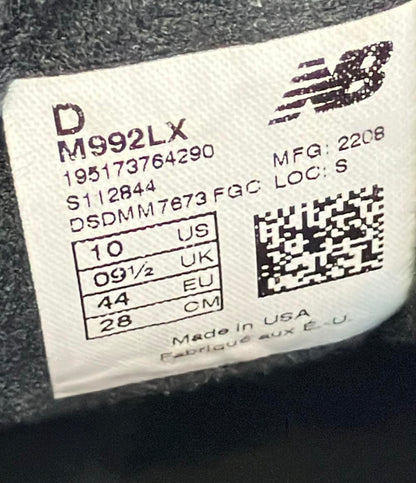 NB
D
M992LX
195173764290
MFG: 2208
S112844
LOC: S
DSDMM7673 FGC
10 US
09½ UK
44 EU
28 CM
Made in USA
Fabriqué aux É.-U.